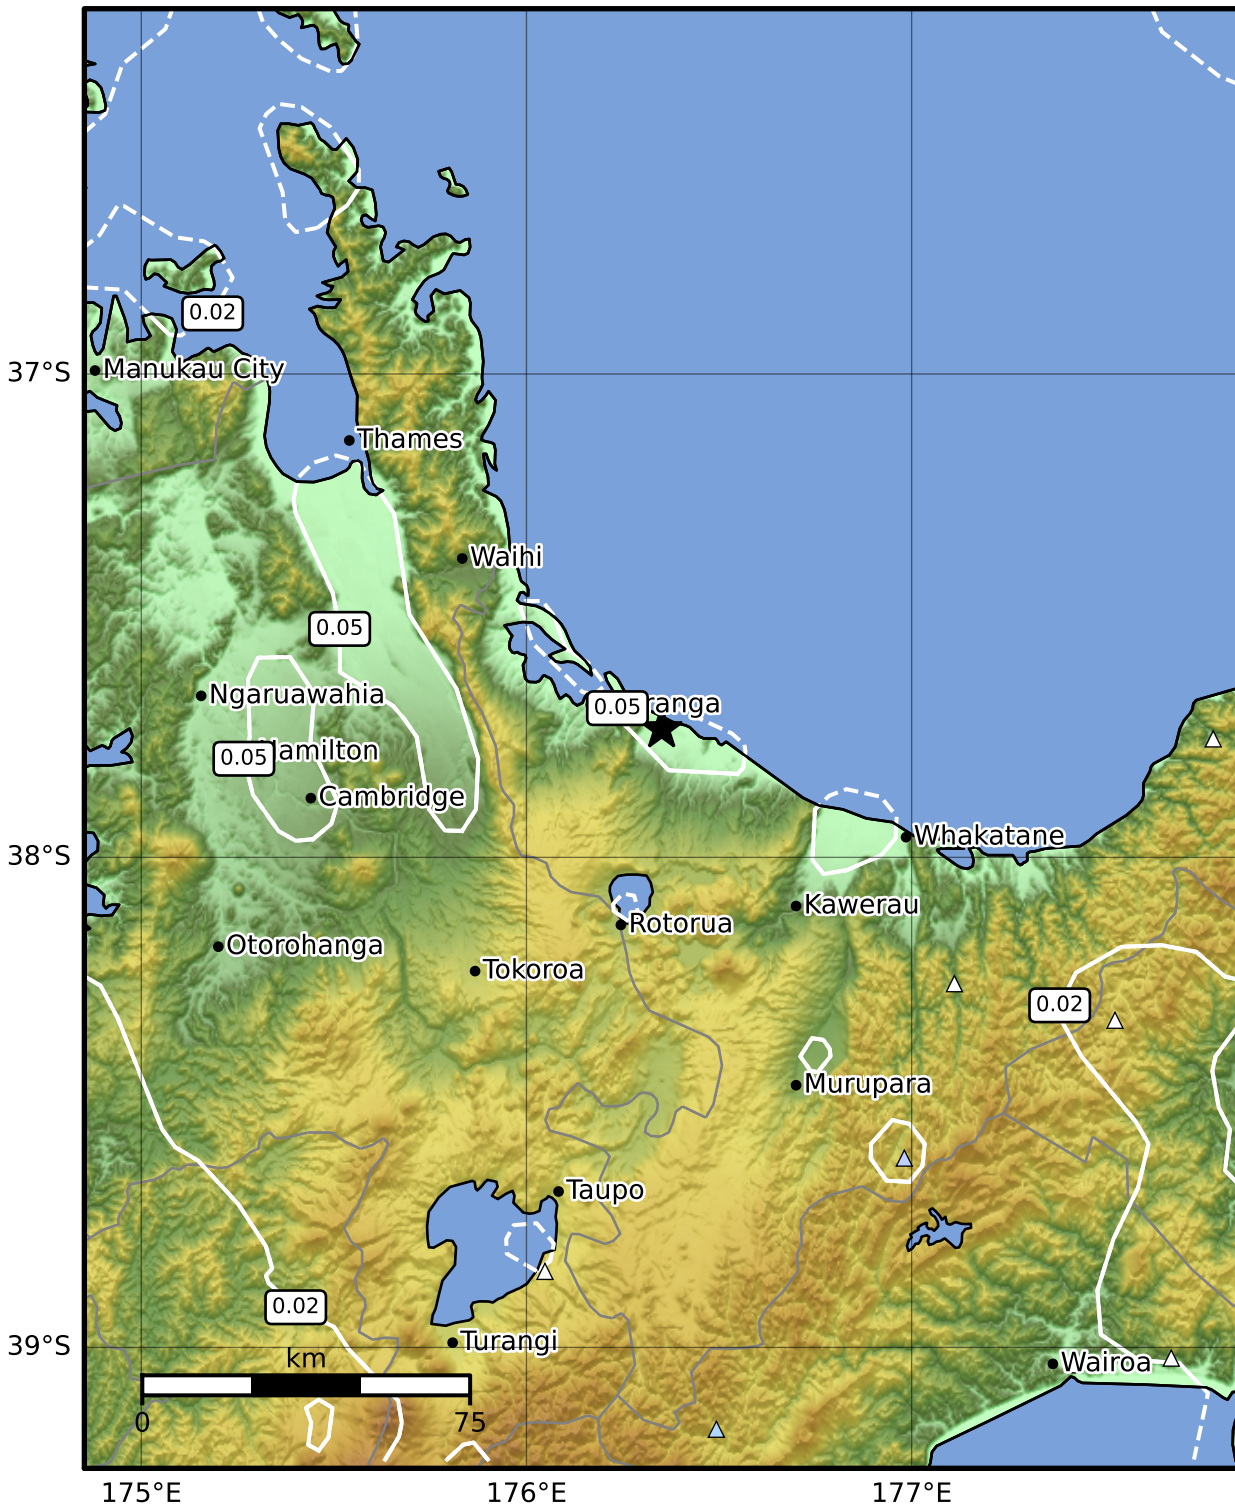 0.02
37°S
Manukau City
Thames
Waihi
0.05
Ngaruawahia
0.05
ranga
0.05
Hamilton
Cambridge
Whakatane
38°S
Kawerau
Rotorua
Otorohanga
Tokoroa
0.02
Murupara
Taupo
0.02
39°S
Turangi
km
Wairoa
0
75
175°E
176°E
177°E